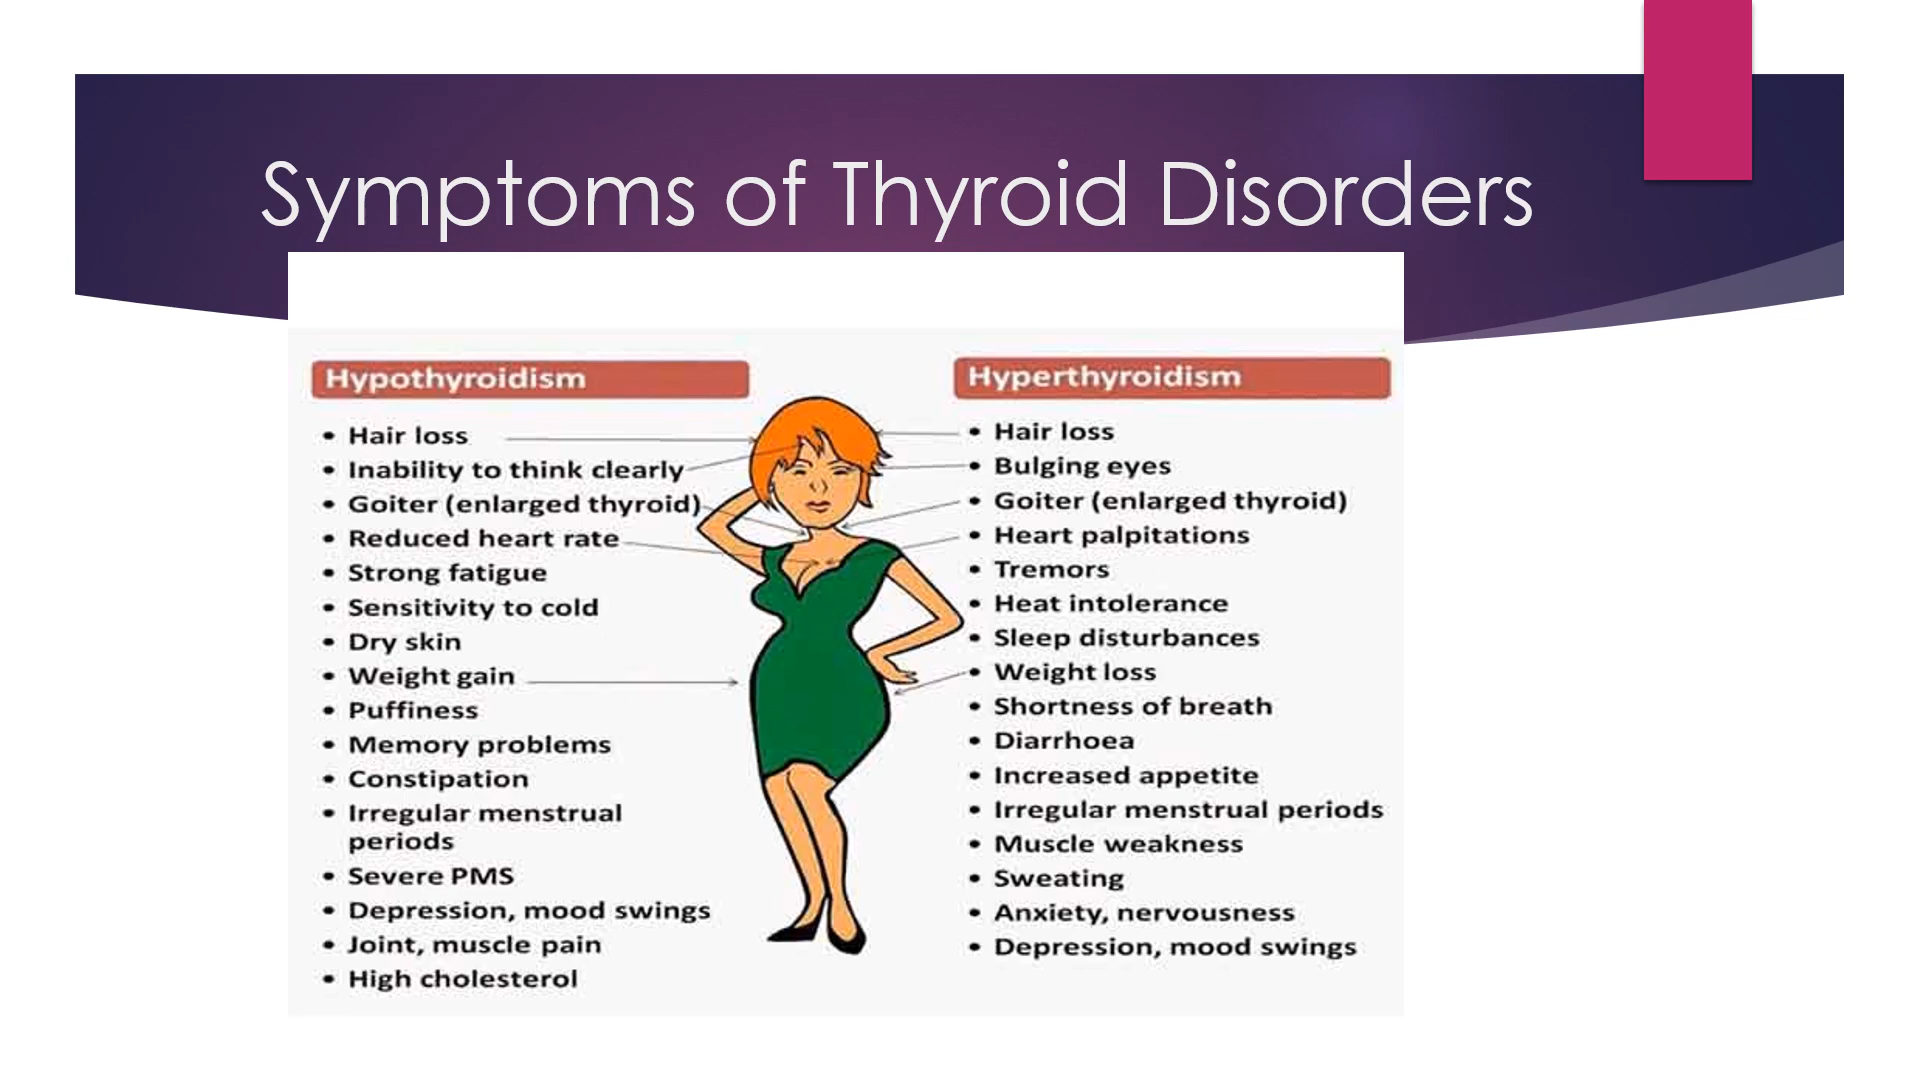 Symptoms of Thyroid Disorders
Hypothyroidism
• Hair loss
• Inability to think clearly
• Goiter (enlarged thyroid)
• Reduced heart rate
• Strong fatigue
• Sensitivity to cold
• Dry skin
• Weight gain
• Puffiness
• Memory problems
• Constipation
• Irregular menstrual
periods
• Severe PMS
• Depression, mood swings
• Joint, muscle pain
• High cholesterol
Hyperthyroidism
• Hair loss
• Bulging eyes
• Goiter (enlarged thyroid)
• Heart palpitations
• Tremors
• Heat intolerance
• Sleep disturbances
• Weight loss
• Shortness of breath
• Diarrhoea
• Increased appetite
• Irregular menstrual periods
• Muscle weakness
• Sweating
• Anxiety, nervousness
• Depression, mood swings